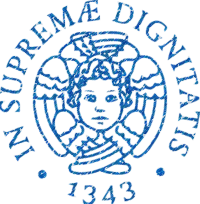 IN SUPREMÆ DIGNITATIS
1343